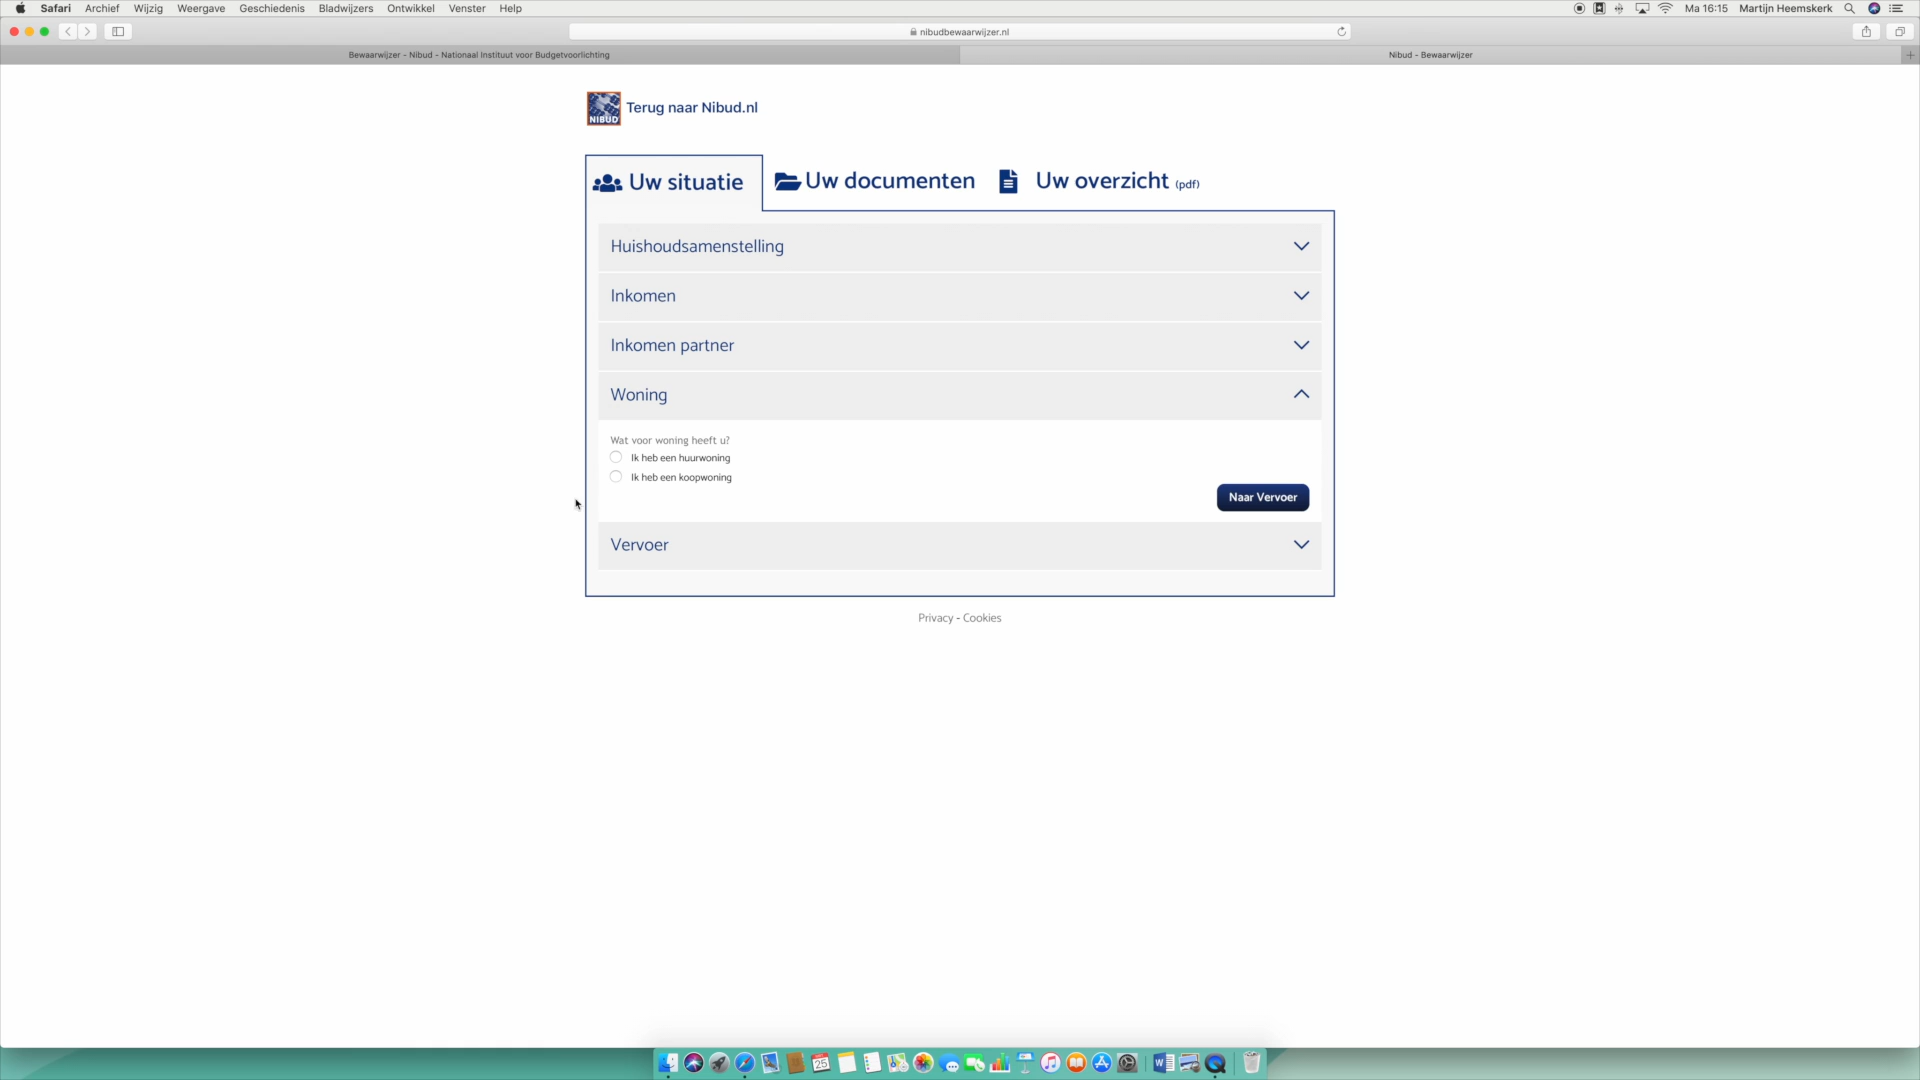 Safari Archief Wijzig Weergave Geschiedenis Bladwijzers Ontwikkel Venster Help Ma 16:15 Martijn Heemskerk
nibudbewaarwijzer.nl
Bewaarwijzer - Nibud - Nationaal Instituut voor Budgetvoorlichting Nibud - Bewaarwijzer
NIBUD Terug naar Nibud.nl
Uw situatie Uw documenten Uw overzicht (pdf)
Huishoudsamenstelling
Inkomen
Inkomen partner
Woning
Wat voor woning heeft u?
Ik heb een huurwoning
Ik heb een koopwoning
Naar Vervoer
Vervoer
Privacy - Cookies
25